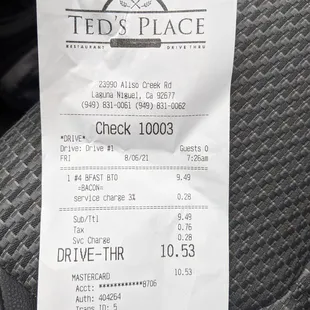 TED'S PLACE
RESTAURANT DRIVE THRU
23990 Aliso Creek Rd
Laguna Niguel, Ca 92677
(949) 831-0061 (949) 831-0062
Check 10003
*DRIVE*
Drive: Drive #1 Guests 0
FRI 8/06/21 7:26am
1 #4 BFAST BTO 9.49
=BACON=
service charge 3% 0.28
Sub/Ttl 9.49
Tax 0.76
Svc Charge 0.28
DRIVE-THR 10.53
MASTERCARD 10.53
Acct: ************8706
Auth: 404264
Trans ID: 5